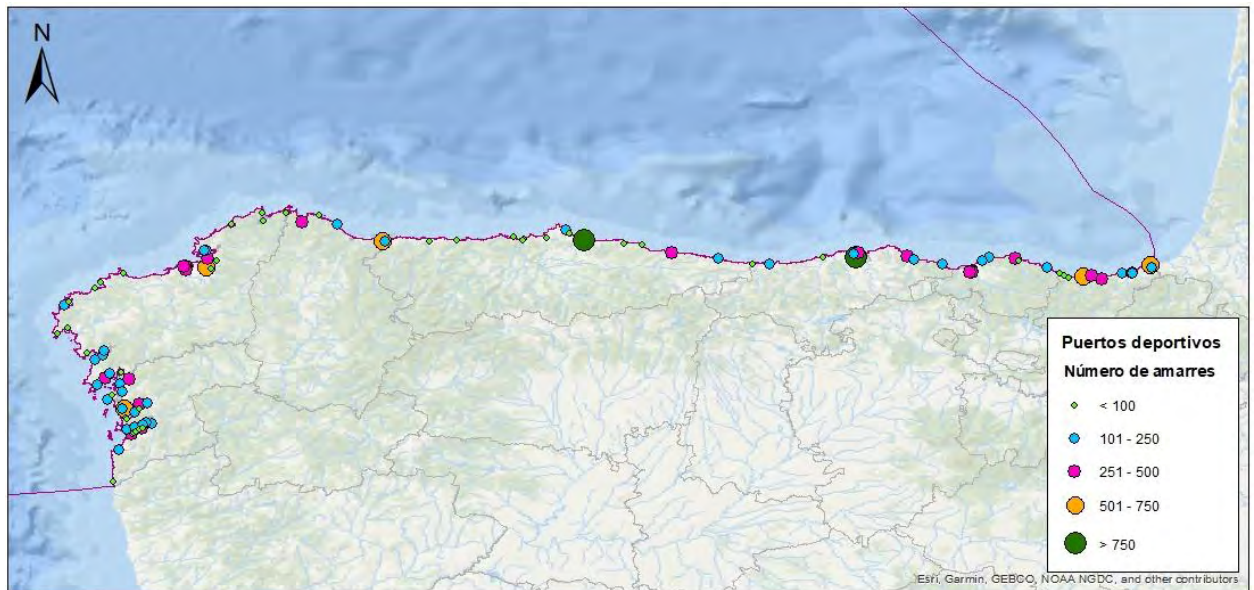 N
Puertos deportivos
Número de amarres
< 100
101 - 250
251 - 500
501 - 750
> 750
Esri, Garmin, GEBCO, NOAA NGDC, and other contributors